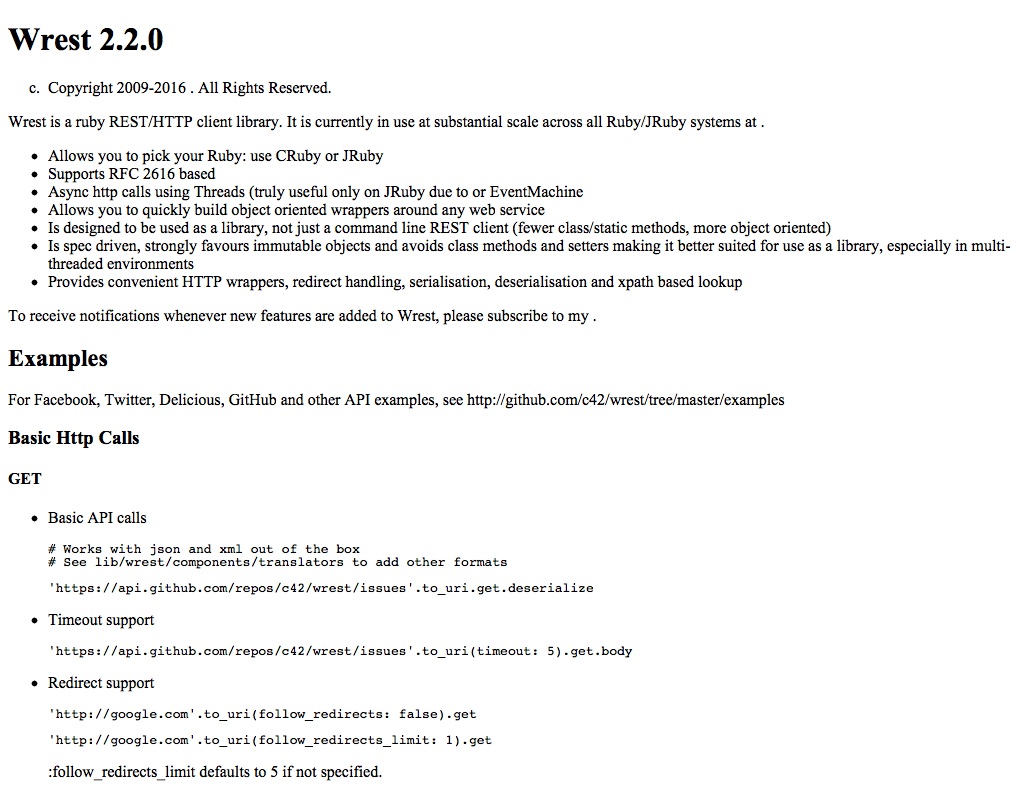 Wrest 2.2.0
c. Copyright 2009-2016 . All Rights Reserved.
Wrest is a ruby REST/HTTP client library. It is currently in use at substantial scale across all Ruby/JRuby systems at .
• Allows you to pick your Ruby: use CRuby or JRuby
• Supports RFC 2616 based
• Async http calls using Threads (truly useful only on JRuby due to or EventMachine
• Allows you to quickly build object oriented wrappers around any web service
• Is designed to be used as a library, not just a command line REST client (fewer class/static methods, more object oriented)
• Is spec driven, strongly favours immutable objects and avoids class methods and setters making it better suited for use as a library, especially in multi-
threaded environments
• Provides convenient HTTP wrappers, redirect handling, serialisation, deserialisation and xpath based lookup
To receive notifications whenever new features are added to Wrest, please subscribe to my .
Examples
For Facebook, Twitter, Delicious, GitHub and other API examples, see http://github.com/c42/wrest/tree/master/examples
Basic Http Calls
GET
• Basic API calls
# Works with json and xml out of the box
# See lib/wrest/components/translators to add other formats
'https://api.github.com/repos/c42/wrest/issues'.to_uri.get.deserialize
• Timeout support
'https://api.github.com/repos/c42/wrest/issues'.to_uri(timeout: 5).get.body
• Redirect support
'http://google.com'.to_uri(follow_redirects: false).get
'http://google.com'.to_uri(follow_redirects_limit: 1).get
:follow_redirects_limit defaults to 5 if not specified.